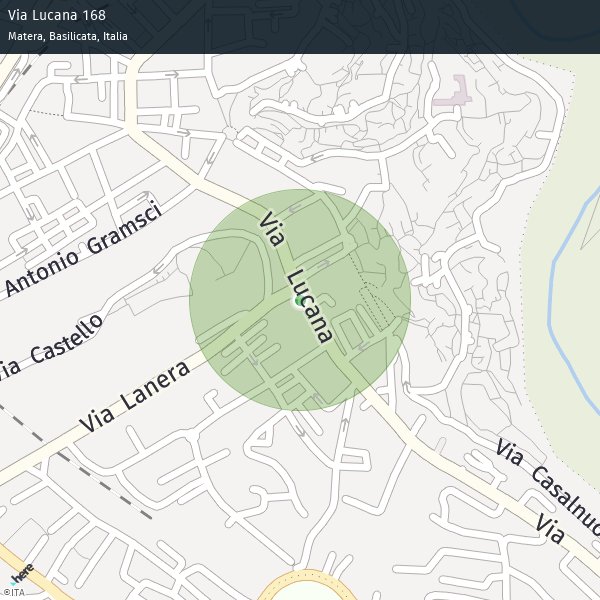 Via Lucana 168
Matera, Basilicata, Italia
Antonio Gramsci
Via
Lucana
ia Castello
Via Lanera
Via Casalnuo
Via
here
©ITA